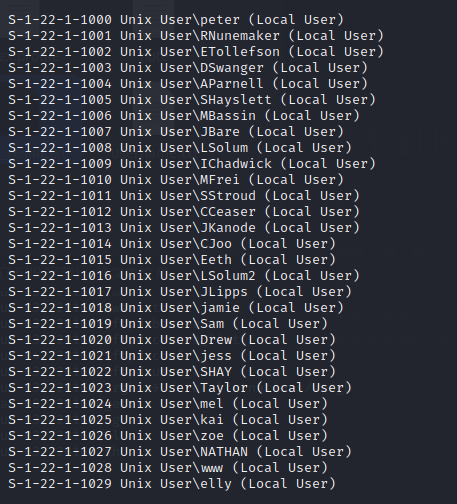 S-1-22-1-1000 Unix User\peter (Local User)
S-1-22-1-1001 Unix User\RNunemaker (Local User)
S-1-22-1-1002 Unix User\ETollefson (Local User)
S-1-22-1-1003 Unix User\DSwanger (Local User)
S-1-22-1-1004 Unix User\AParnell (Local User)
S-1-22-1-1005 Unix User\SHayslett (Local User)
S-1-22-1-1006 Unix User\MBassin (Local User)
S-1-22-1-1007 Unix User\JBare (Local User)
S-1-22-1-1008 Unix User\LSolum (Local User)
S-1-22-1-1009 Unix User\IChadwick (Local User)
S-1-22-1-1010 Unix User\MFrei (Local User)
S-1-22-1-1011 Unix User\SStroud (Local User)
S-1-22-1-1012 Unix User\CCeaser (Local User)
S-1-22-1-1013 Unix User\JKanode (Local User)
S-1-22-1-1014 Unix User\CJoo (Local User)
S-1-22-1-1015 Unix User\Eeth (Local User)
S-1-22-1-1016 Unix User\LSolum2 (Local User)
S-1-22-1-1017 Unix User\JLipps (Local User)
S-1-22-1-1018 Unix User\jamie (Local User)
S-1-22-1-1019 Unix User\Sam (Local User)
S-1-22-1-1020 Unix User\Drew (Local User)
S-1-22-1-1021 Unix User\jess (Local User)
S-1-22-1-1022 Unix User\SHAY (Local User)
S-1-22-1-1023 Unix User\Taylor (Local User)
S-1-22-1-1024 Unix User\mel (Local User)
S-1-22-1-1025 Unix User\kai (Local User)
S-1-22-1-1026 Unix User\zoe (Local User)
S-1-22-1-1027 Unix User\NATHAN (Local User)
S-1-22-1-1028 Unix User\www (Local User)
S-1-22-1-1029 Unix User\elly (Local User)